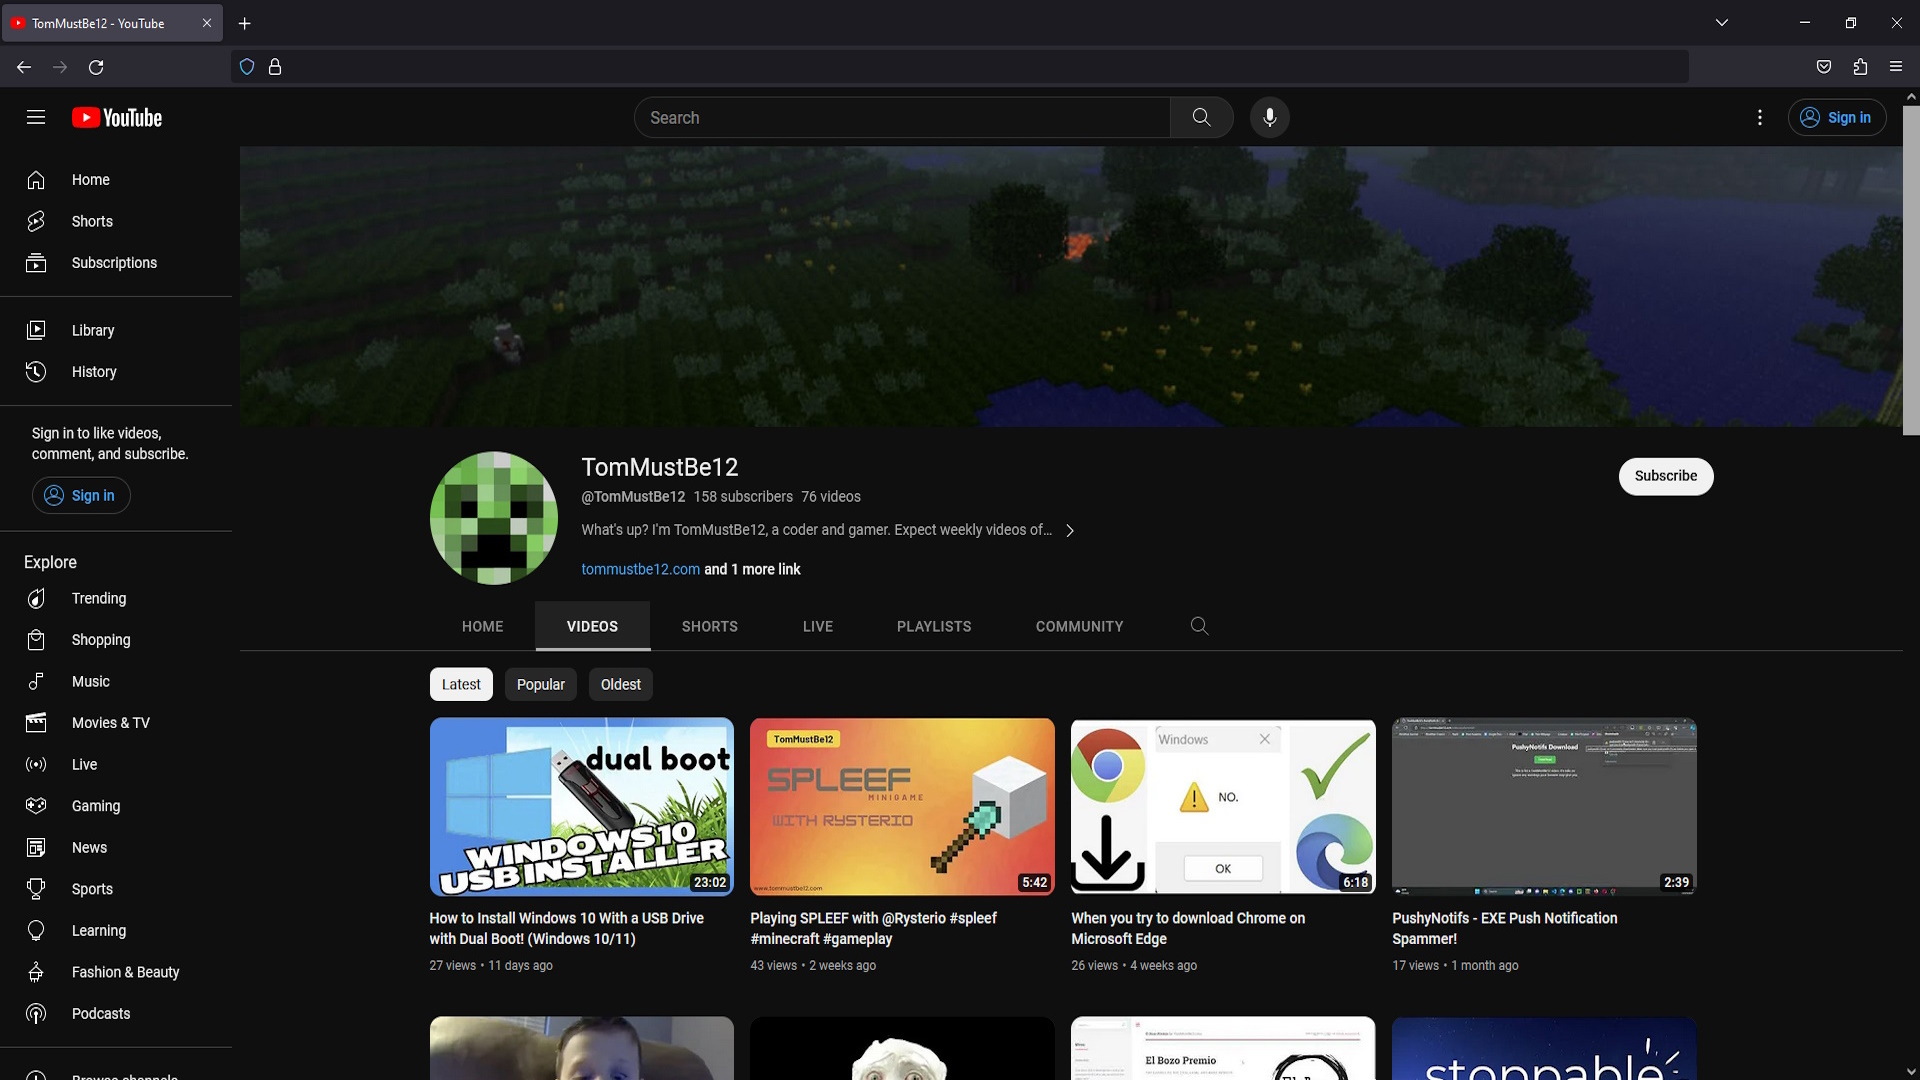 TomMustBe12 - YouTube
YouTube
Search
Sign in
Home
Shorts
Subscriptions
Library
History
Sign in to like videos,
comment, and subscribe.
Sign in
Explore
Trending
Shopping
Music
Movies & TV
Live
Gaming
News
Sports
Learning
Fashion & Beauty
Podcasts
Browse channels
TomMustBe12
@TomMustBe12 158 subscribers 76 videos
What's up? I'm TomMustBe12, a coder and gamer. Expect weekly videos of...
tommustbe12.com and 1 more link
Subscribe
HOME VIDEOS SHORTS LIVE PLAYLISTS COMMUNITY
Latest Popular Oldest
dual boot
WINDOWS 10
USB INSTALLER
23:02
How to Install Windows 10 With a USB Drive
with Dual Boot! (Windows 10/11)
27 views • 11 days ago
TomMustBe12
SPLEEF
MINIGAME
WITH RYSTERIO
www.tommustbe12.com
5:42
Playing SPLEEF with @Rysterio #spleef
#minecraft #gameplay
43 views • 2 weeks ago
Windows
NO.
OK
6:18
When you try to download Chrome on
Microsoft Edge
26 views • 4 weeks ago
PushyNotifs Download
2:39
PushyNotifs - EXE Push Notification
Spammer!
17 views • 1 month ago
El Bozo Premio
stoppable